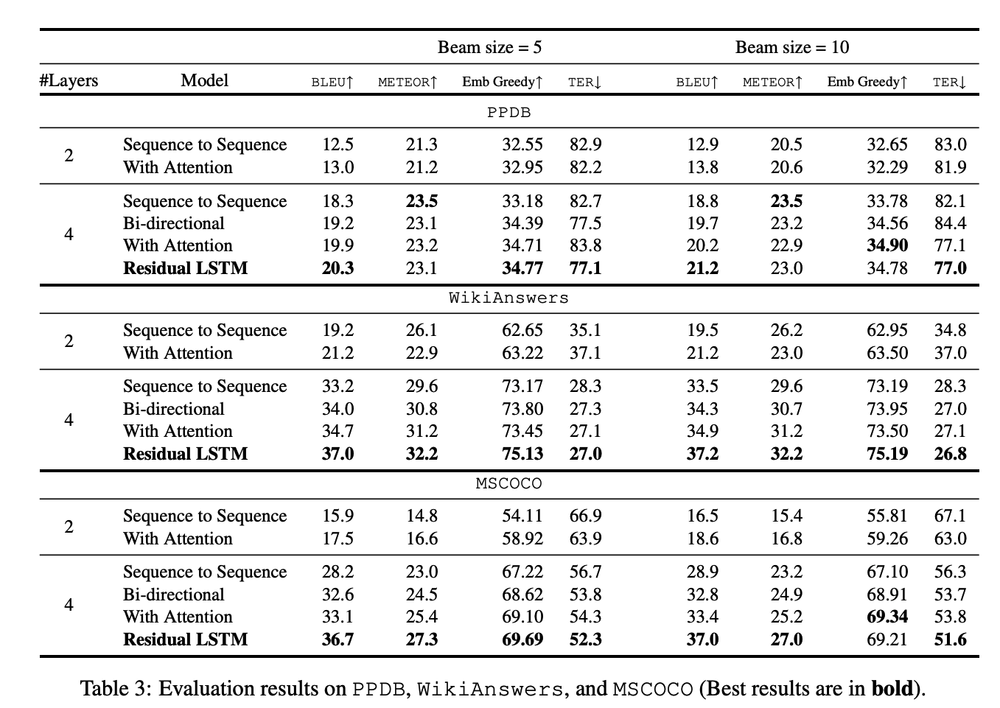 Beam size = 5 Beam size = 10
#Layers Model BLEU↑ METEOR↑ Emb Greedy↑ TER↓ BLEU↑ METEOR↑ Emb Greedy↑ TER↓
PPDB
2 Sequence to Sequence 12.5 21.3 32.55 82.9 12.9 20.5 32.65 83.0
With Attention 13.0 21.2 32.95 82.2 13.8 20.6 32.29 81.9
4 Sequence to Sequence 18.3 23.5 33.18 82.7 18.8 23.5 33.78 82.1
Bi-directional 19.2 23.1 34.39 77.5 19.7 23.2 34.56 84.4
With Attention 19.9 23.2 34.71 83.8 20.2 22.9 34.90 77.1
Residual LSTM 20.3 23.1 34.77 77.1 21.2 23.0 34.78 77.0
WikiAnswers
2 Sequence to Sequence 19.2 26.1 62.65 35.1 19.5 26.2 62.95 34.8
With Attention 21.2 22.9 63.22 37.1 21.2 23.0 63.50 37.0
4 Sequence to Sequence 33.2 29.6 73.17 28.3 33.5 29.6 73.19 28.3
Bi-directional 34.0 30.8 73.80 27.3 34.3 30.7 73.95 27.0
With Attention 34.7 31.2 73.45 27.1 34.9 31.2 73.50 27.1
Residual LSTM 37.0 32.2 75.13 27.0 37.2 32.2 75.19 26.8
MSCOCO
2 Sequence to Sequence 15.9 14.8 54.11 66.9 16.5 15.4 55.81 67.1
With Attention 17.5 16.6 58.92 63.9 18.6 16.8 59.26 63.0
4 Sequence to Sequence 28.2 23.0 67.22 56.7 28.9 23.2 67.10 56.3
Bi-directional 32.6 24.5 68.62 53.8 32.8 24.9 68.91 53.7
With Attention 33.1 25.4 69.10 54.3 33.4 25.2 69.34 53.8
Residual LSTM 36.7 27.3 69.69 52.3 37.0 27.0 69.21 51.6
Table 3: Evaluation results on PPDB, WikiAnswers, and MSCOCO (Best results are in bold).